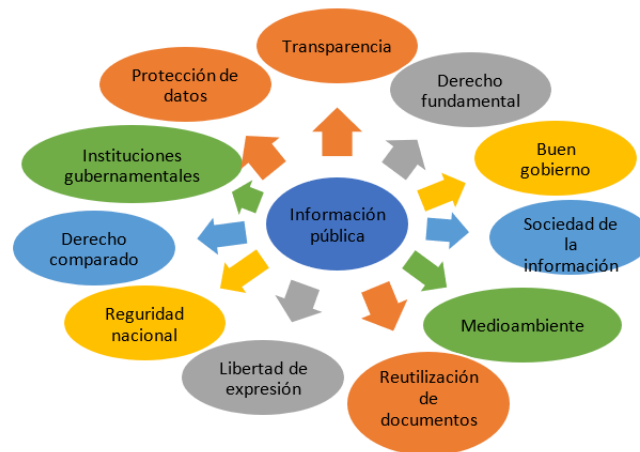 Transparencia
Derecho
fundamental
Buen
gobierno
Sociedad de
la
información
Medioambiente
Reutilización
de
documentos
Libertad de
expresión
Reguridad
nacional
Derecho
comparado
Instituciones
gubernamentales
Protección de
datos
Información
pública